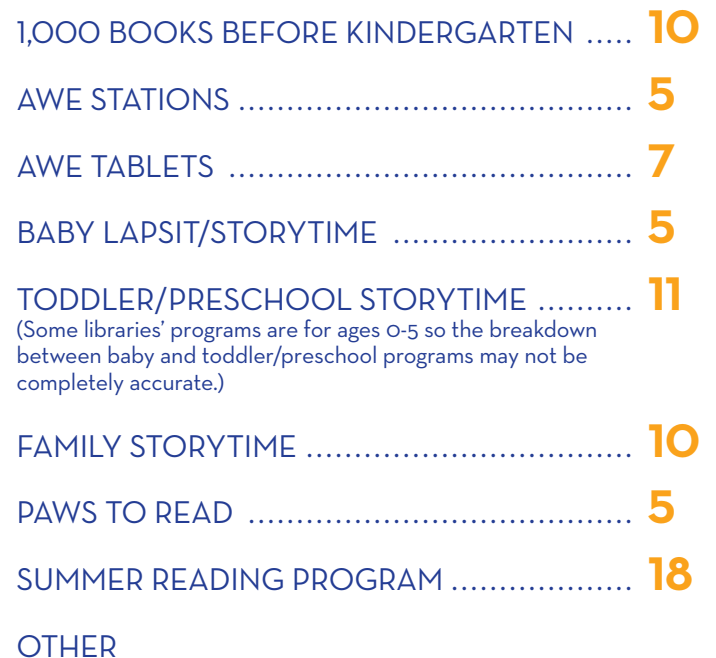 1,000 BOOKS BEFORE KINDERGARTEN ..... 10
AWE STATIONS ........................................ 5
AWE TABLETS ......................................... 7
BABY LAPSIT/STORYTIME ........................ 5
TODDLER/PRESCHOOL STORYTIME .......... 11
(Some libraries’ programs are for ages 0-5 so the breakdown
between baby and toddler/preschool programs may not be
completely accurate.)
FAMILY STORYTIME ................................. 10
PAWS TO READ ....................................... 5
SUMMER READING PROGRAM ................... 18
OTHER